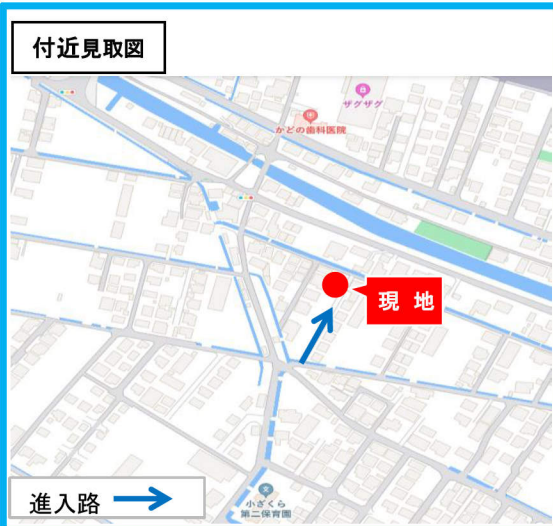 付近見取図
ザグザグ
かどの歯科医院
現 地
進入路
小ざくら
第二保育園